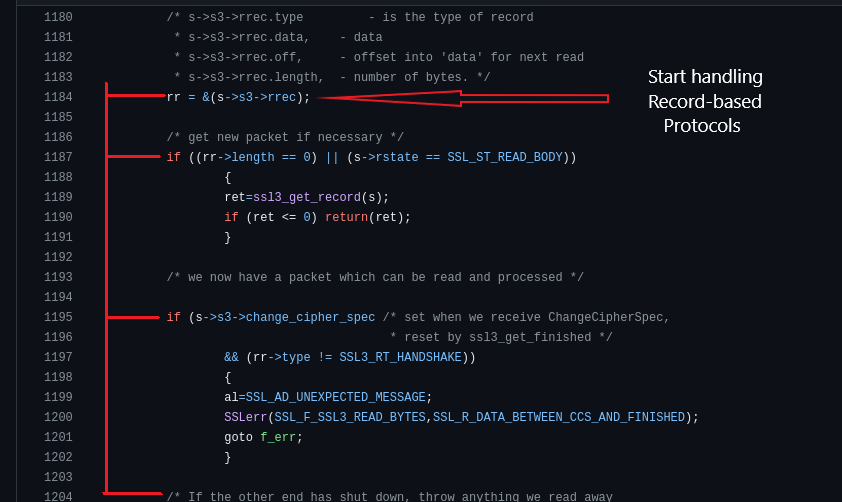 1180 /* s->s3->rrec.type - is the type of record
1181 * s->s3->rrec.data, - data
1182 * s->s3->rrec.off, - offset into 'data' for next read
1183 * s->s3->rrec.length, - number of bytes. */
1184 rr = &(s->s3->rrec);
Start handling
Record-based
Protocols
1185
1186 /* get new packet if necessary */
1187 if ((rr->length == 0) || (s->rstate == SSL_ST_READ_BODY))
1188 {
1189 ret=ssl3_get_record(s);
1190 if (ret <= 0) return(ret);
1191 }
1192
1193 /* we now have a packet which can be read and processed */
1194
1195 if (s->s3->change_cipher_spec /* set when we receive ChangeCipherSpec,
1196 * reset by ssl3_get_finished */
1197 && (rr->type != SSL3_RT_HANDSHAKE))
1198 {
1199 al=SSL_AD_UNEXPECTED_MESSAGE;
1200 SSLerr(SSL_F_SSL3_READ_BYTES,SSL_R_DATA_BETWEEN_CCS_AND_FINISHED);
1201 goto f_err;
1202 }
1203
1204 /* If the other end has shut down, throw anything we read away